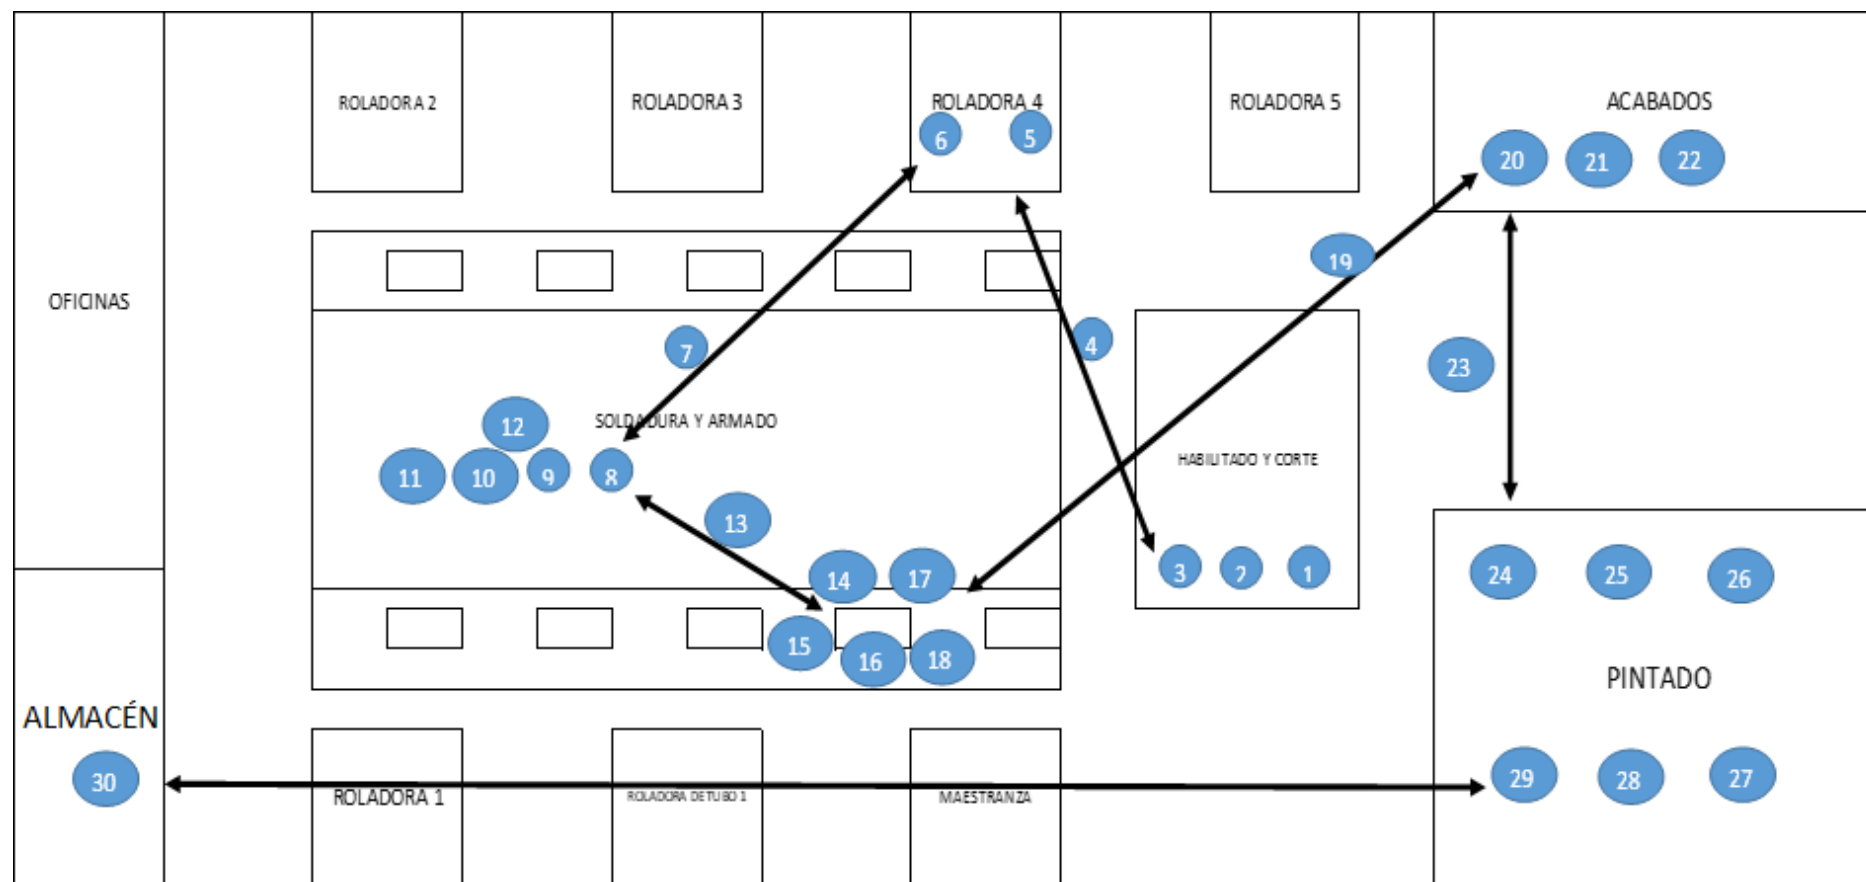 ROLADORA 2
ROLADORA 3
ROLADORA 4
ROLADORA 5
ACABADOS
6
5
20
21
22
19
OFICINAS
7
4
23
SOLDADURA Y ARMADO
12
11
10
9
8
HABILITADO Y CORTE
13
14
17
3
2
1
24
25
26
15
16
18
PINTADO
ALMACÉN
30
ROLADORA 1
ROLADORA DE TUBO 1
MAESTRANZA
29
28
27